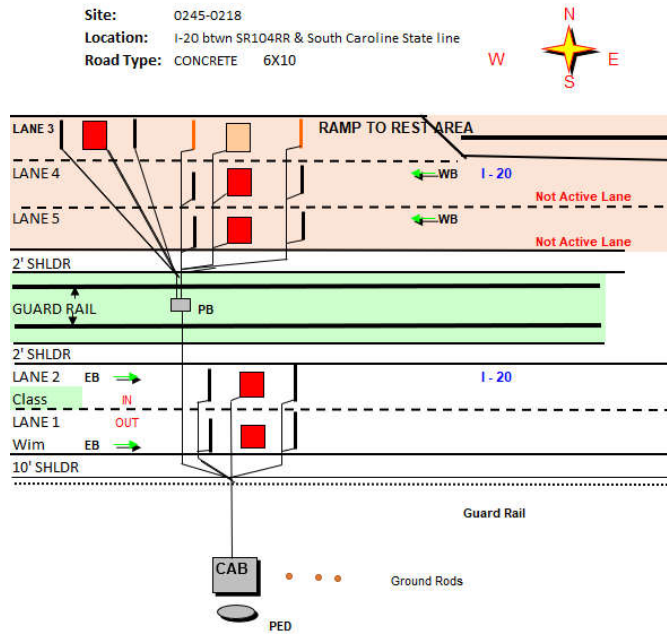 Site: 0245-0218
Location: I-20 btwn SR104RR & South Caroline State line
Road Type: CONCRETE 6X10
N
W E
S
LANE 3 RAMP TO REST AREA
LANE 4 WB I - 20
Not Active Lane
LANE 5 WB
Not Active Lane
2' SHLDR
GUARD RAIL PB
2' SHLDR
LANE 2 EB I - 20
Class IN
LANE 1 OUT
Wim EB
10' SHLDR
Guard Rail
CAB
Ground Rods
PED